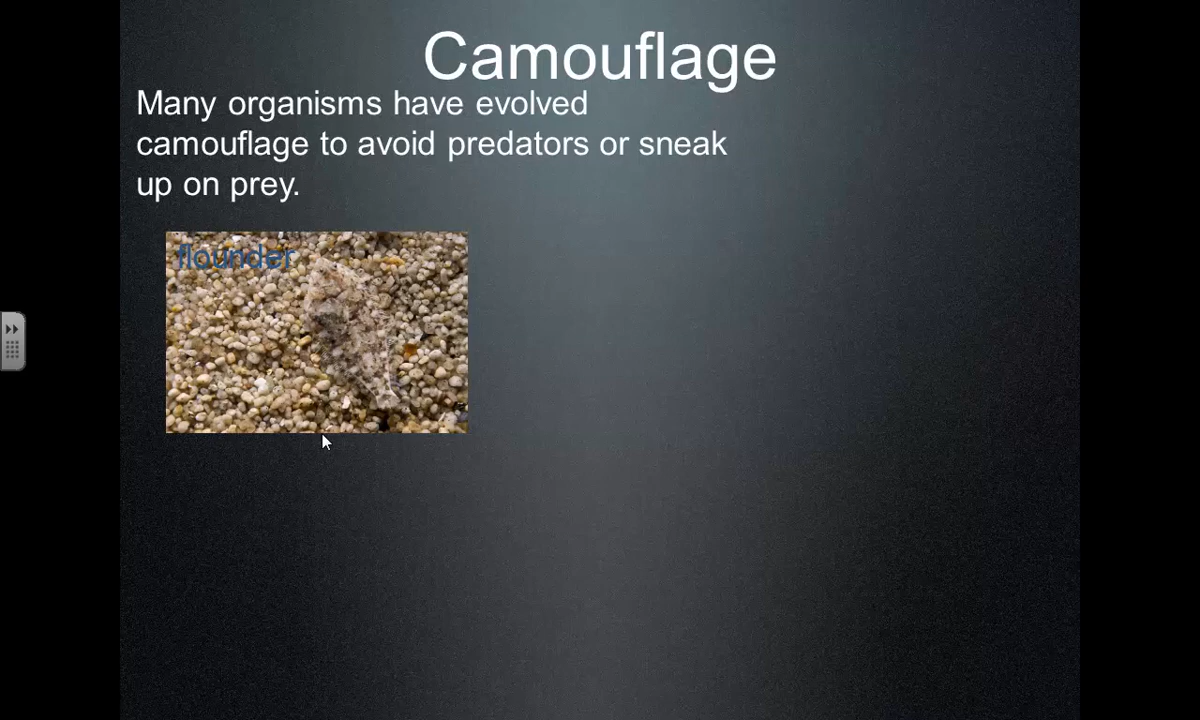 Camouflage
Many organisms have evolved
camouflage to avoid predators or sneak
up on prey.
flounder